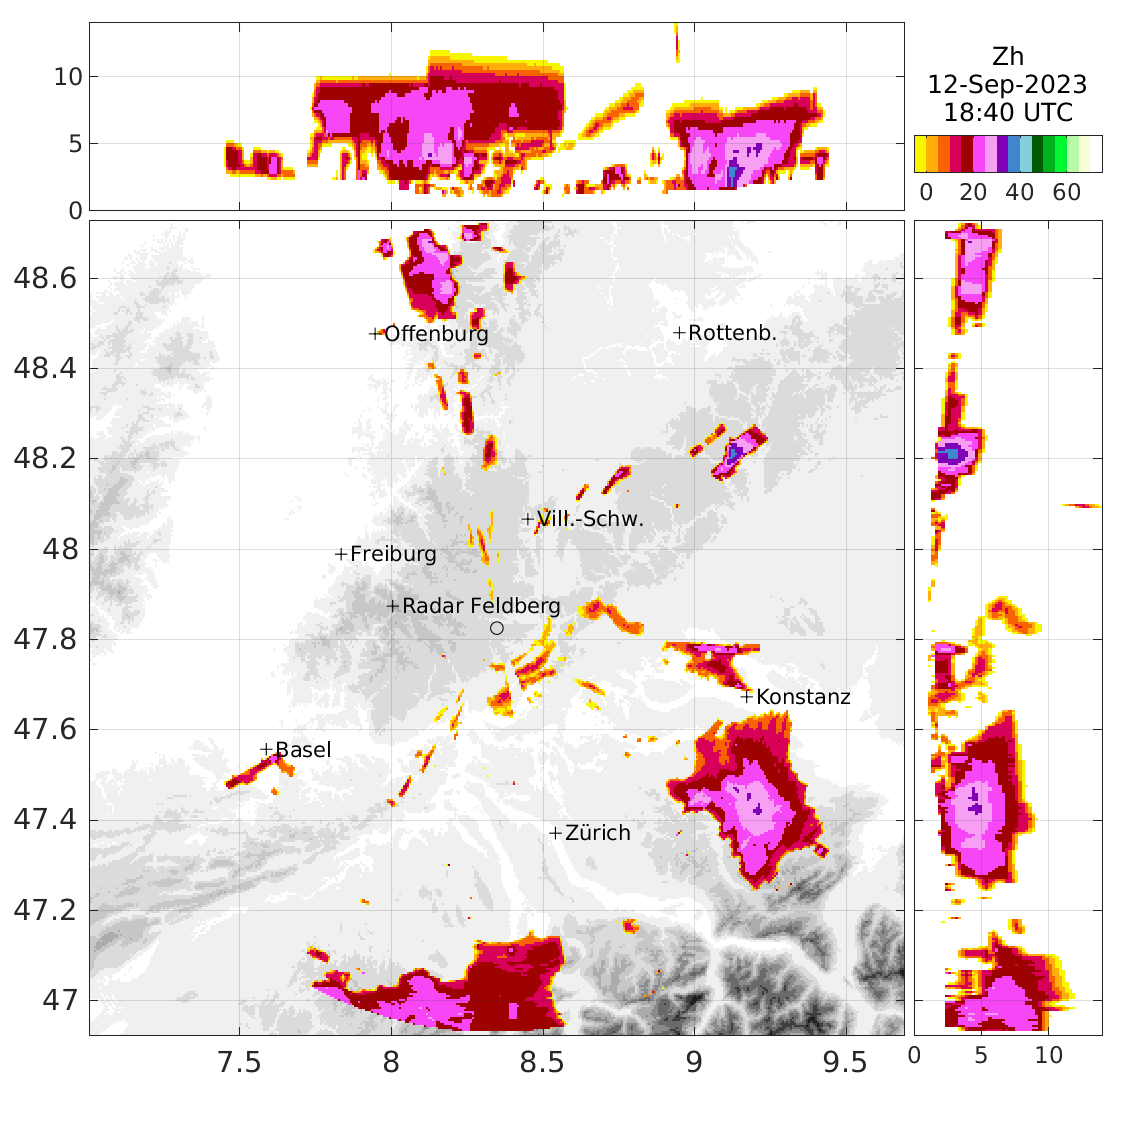 Zh
12-Sep-2023
18:40 UTC
0 20 40 60
10
5
0
48.6
48.4
48.2
48
47.8
47.6
47.4
47.2
47
Offenburg
Rottenb.
Vill.-Schw.
Freiburg
Radar Feldberg
Konstanz
Basel
Zürich
7.5 8 8.5 9 9.5
0 5 10